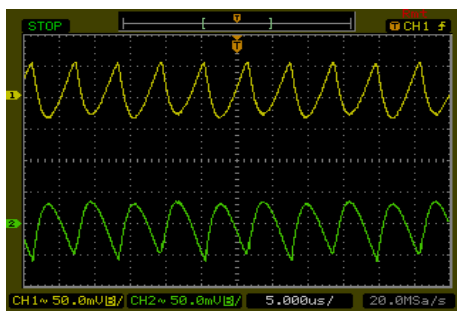 STOP
T
T CH1
T
1
2
CH1~ 50.0mV B/ CH2~ 50.0mV B/ 5.000us/ 20.0MSa/s